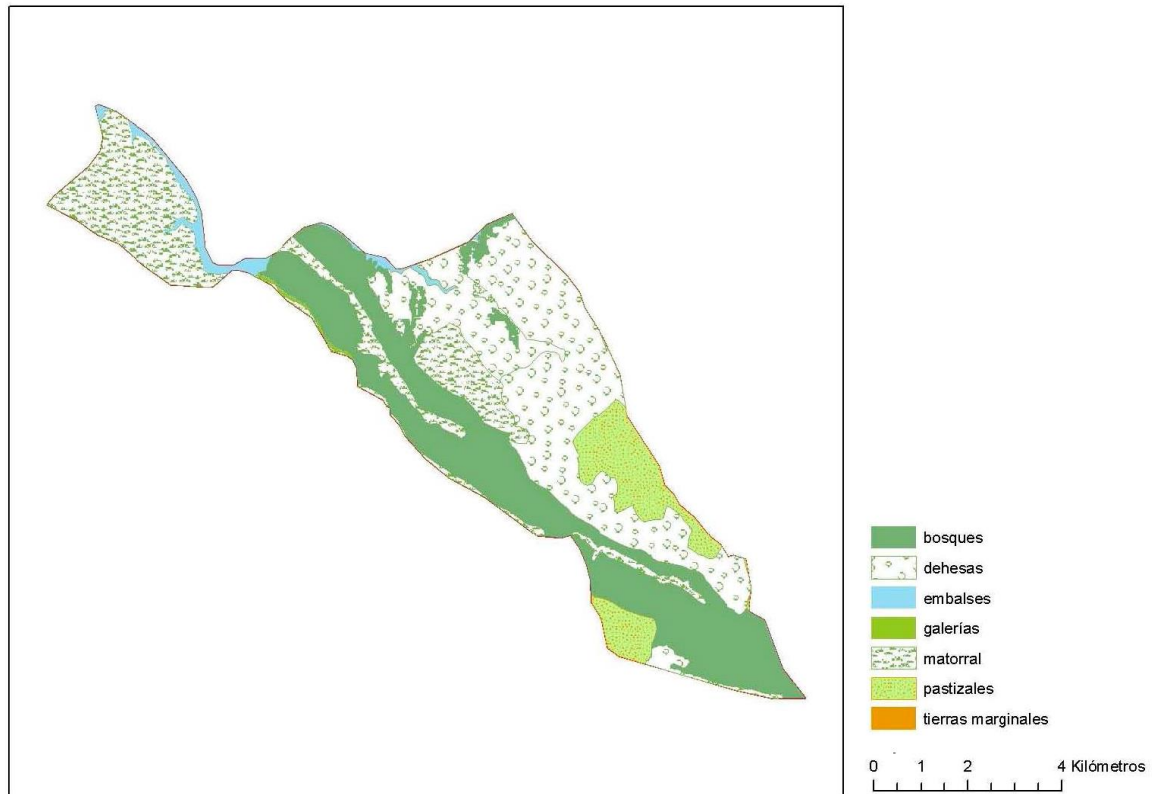 bosques
dehesas
embalses
galerías
matorral
pastizales
tierras marginales
0 1 2 4 Kilómetros